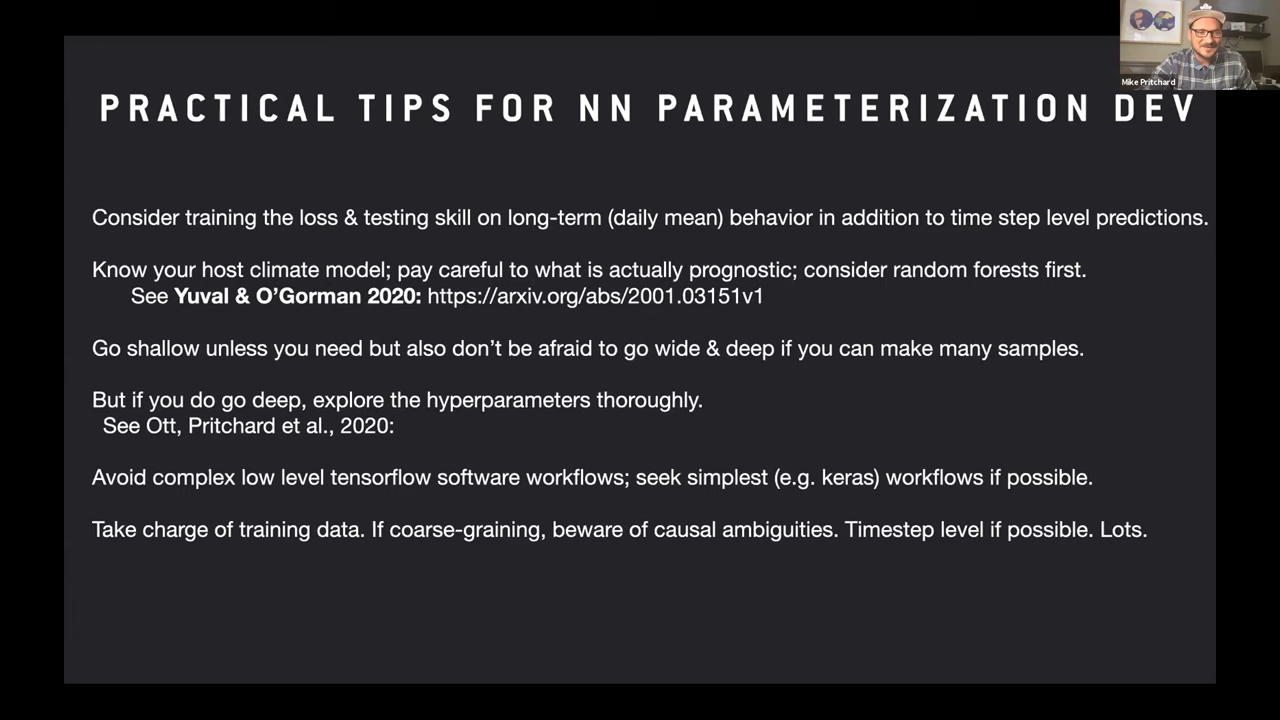 Mike Pritchard
PRACTICAL TIPS FOR NN PARAMETERIZATION DEV
Consider training the loss & testing skill on long-term (daily mean) behavior in addition to time step level predictions.
Know your host climate model; pay careful to what is actually prognostic; consider random forests first.
See Yuval & O’Gorman 2020: https://arxiv.org/abs/2001.03151v1
Go shallow unless you need but also don’t be afraid to go wide & deep if you can make many samples.
But if you do go deep, explore the hyperparameters thoroughly.
See Ott, Pritchard et al., 2020:
Avoid complex low level tensorflow software workflows; seek simplest (e.g. keras) workflows if possible.
Take charge of training data. If coarse-graining, beware of causal ambiguities. Timestep level if possible. Lots.